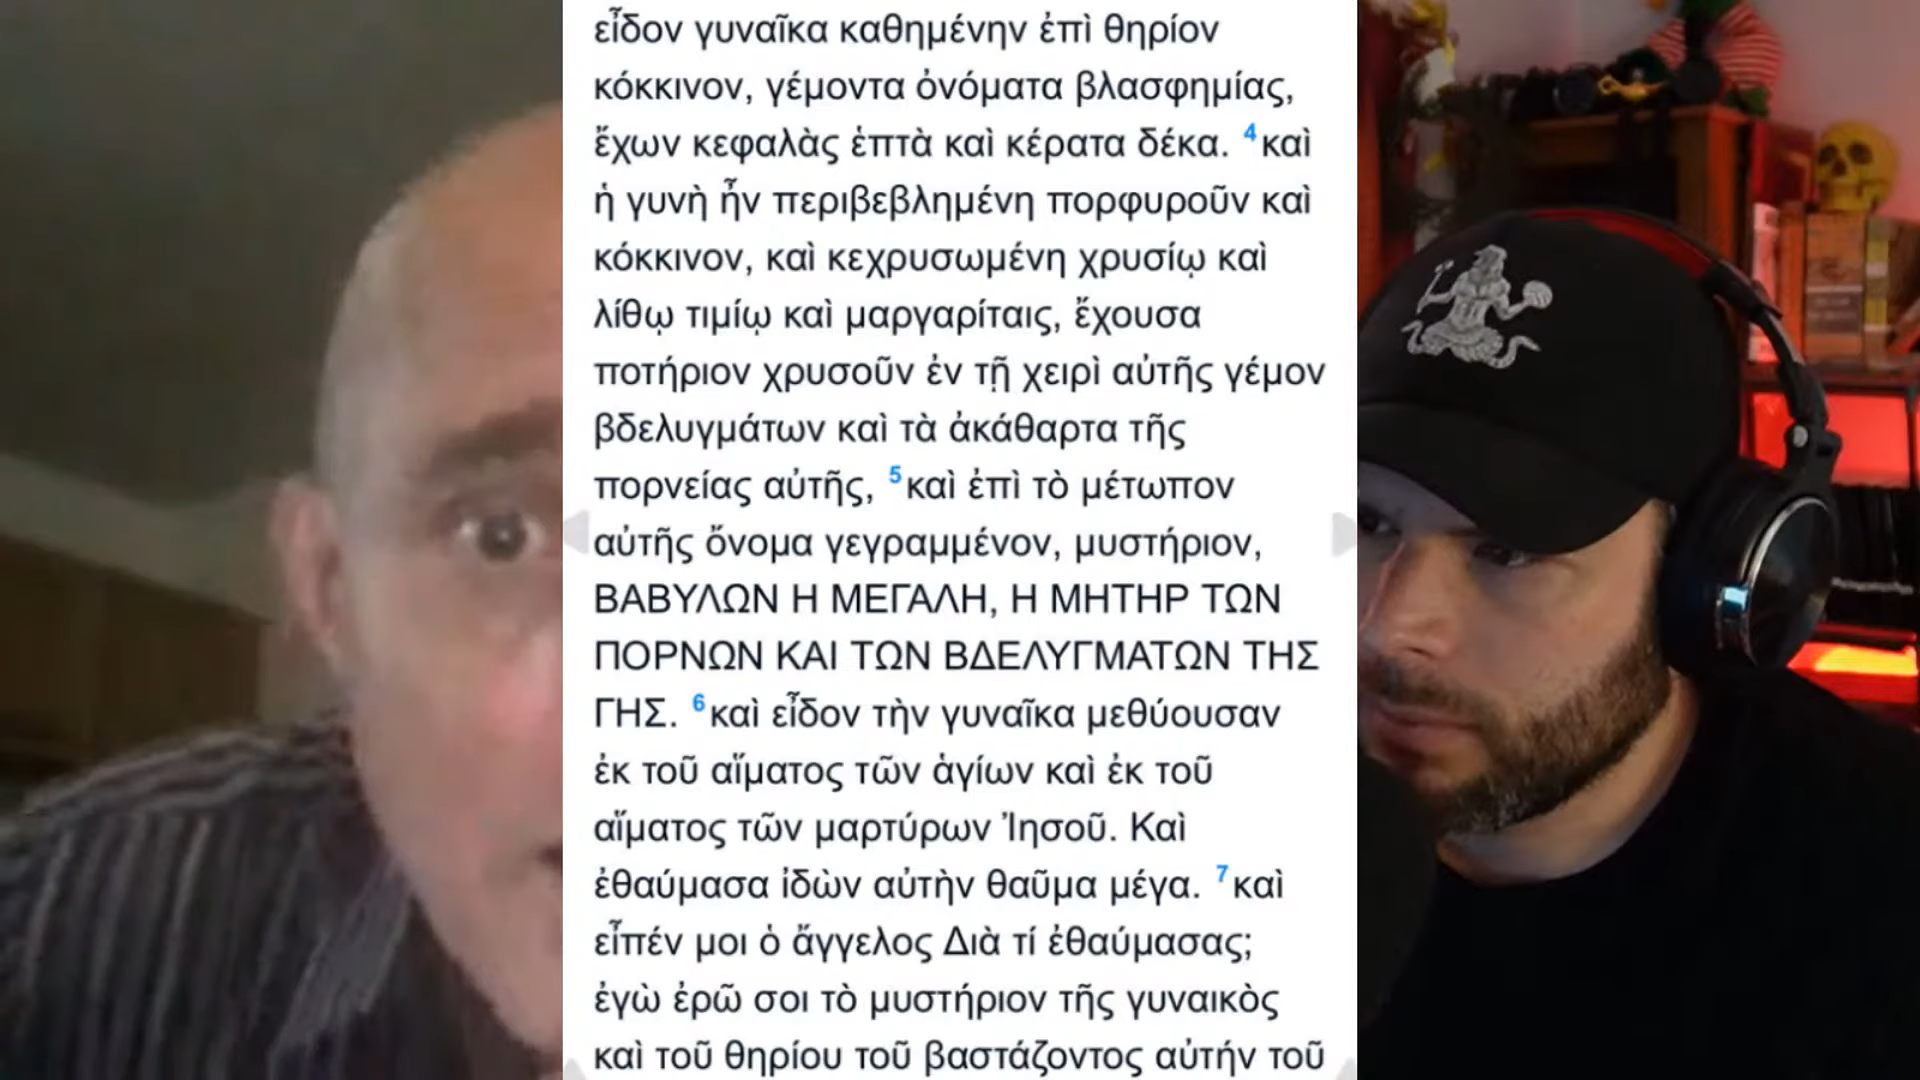 εἶδον γυναῖκα καθημένην ἐπὶ θηρίον
κόκκινον, γέμοντα ὀνόματα βλασφημίας,
ἔχων κεφαλὰς ἑπτὰ καὶ κέρατα δέκα. 4 καὶ
ἡ γυνὴ ἦν περιβεβλημένη πορφυροῦν καὶ
κόκκινον, καὶ κεχρυσωμένη χρυσίῳ καὶ
λίθῳ τιμίῳ καὶ μαργαρίταις, ἔχουσα
ποτήριον χρυσοῦν ἐν τῇ χειρὶ αὐτῆς γέμον
βδελυγμάτων καὶ τὰ ἀκάθαρτα τῆς
πορνείας αὐτῆς, 5 καὶ ἐπὶ τὸ μέτωπον
αὐτῆς ὄνομα γεγραμμένον, μυστήριον,
ΒΑΒΥΛΩΝ Η ΜΕΓΑΛΗ, Η ΜΗΤΗΡ ΤΩΝ
ΠΟΡΝΩΝ ΚΑΙ ΤΩΝ ΒΔΕΛΥΓΜΑΤΩΝ ΤΗΣ
ΓΗΣ. 6 καὶ εἶδον τὴν γυναῖκα μεθύουσαν
ἐκ τοῦ αἵματος τῶν ἁγίων καὶ ἐκ τοῦ
αἵματος τῶν μαρτύρων Ἰησοῦ. Καὶ
ἐθαύμασα ἰδὼν αὐτὴν θαῦμα μέγα. 7 καὶ
εἶπέν μοι ὁ ἄγγελος Διὰ τί ἐθαύμασας;
ἐγὼ ἐρῶ σοι τὸ μυστήριον τῆς γυναικὸς
καὶ τοῦ θηρίου τοῦ βαστάζοντος αὐτήν τοῦ